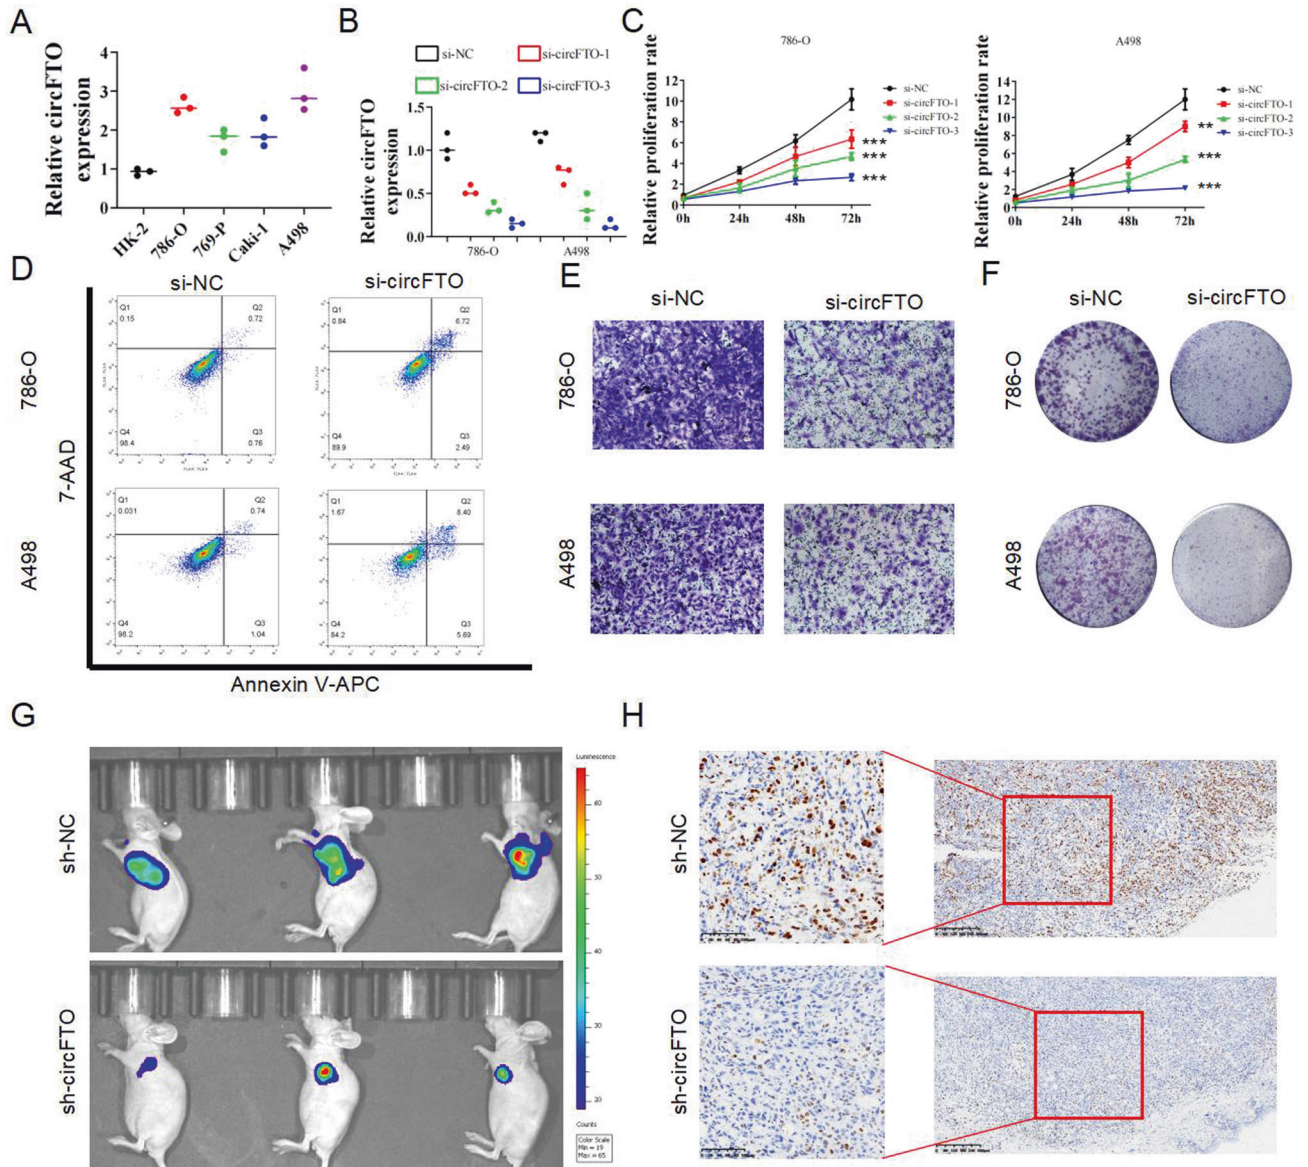 A
Relative circFTO
expression
4
3
2
1
0
HK-2
786-O
769-P
Caki-1
A498
B
si-NC
si-circFTO-1
si-circFTO-2
si-circFTO-3
Relative circFTO
expression
1.5
1.0
0.5
0.0
786-O
A498
C
786-O
Relative proliferation rate
12
10
8
6
4
2
0
0h
24h
48h
72h
si-NC
si-circFTO-1
si-circFTO-2
si-circFTO-3
***
***
***
A498
Relative proliferation rate
14
12
10
8
6
4
2
0
0h
24h
48h
72h
si-NC
si-circFTO-1
si-circFTO-2
si-circFTO-3
**
***
***
D
si-NC
si-circFTO
786-O
A498
7-AAD
Annexin V-APC
Q1
0.15
Q2
0.72
Q4
98.4
Q3
0.76
Q1
0.84
Q2
6.72
Q4
89.9
Q3
2.49
Q1
0.031
Q2
0.74
Q4
98.2
Q3
1.04
Q1
1.67
Q2
8.40
Q4
84.2
Q3
5.69
E
si-NC
si-circFTO
786-O
A498
F
si-NC
si-circFTO
786-O
A498
G
sh-NC
sh-circFTO
Luminescence
60
50
40
30
20
Counts
Color Scale
Min = 19
Max = 65
H
sh-NC
sh-circFTO